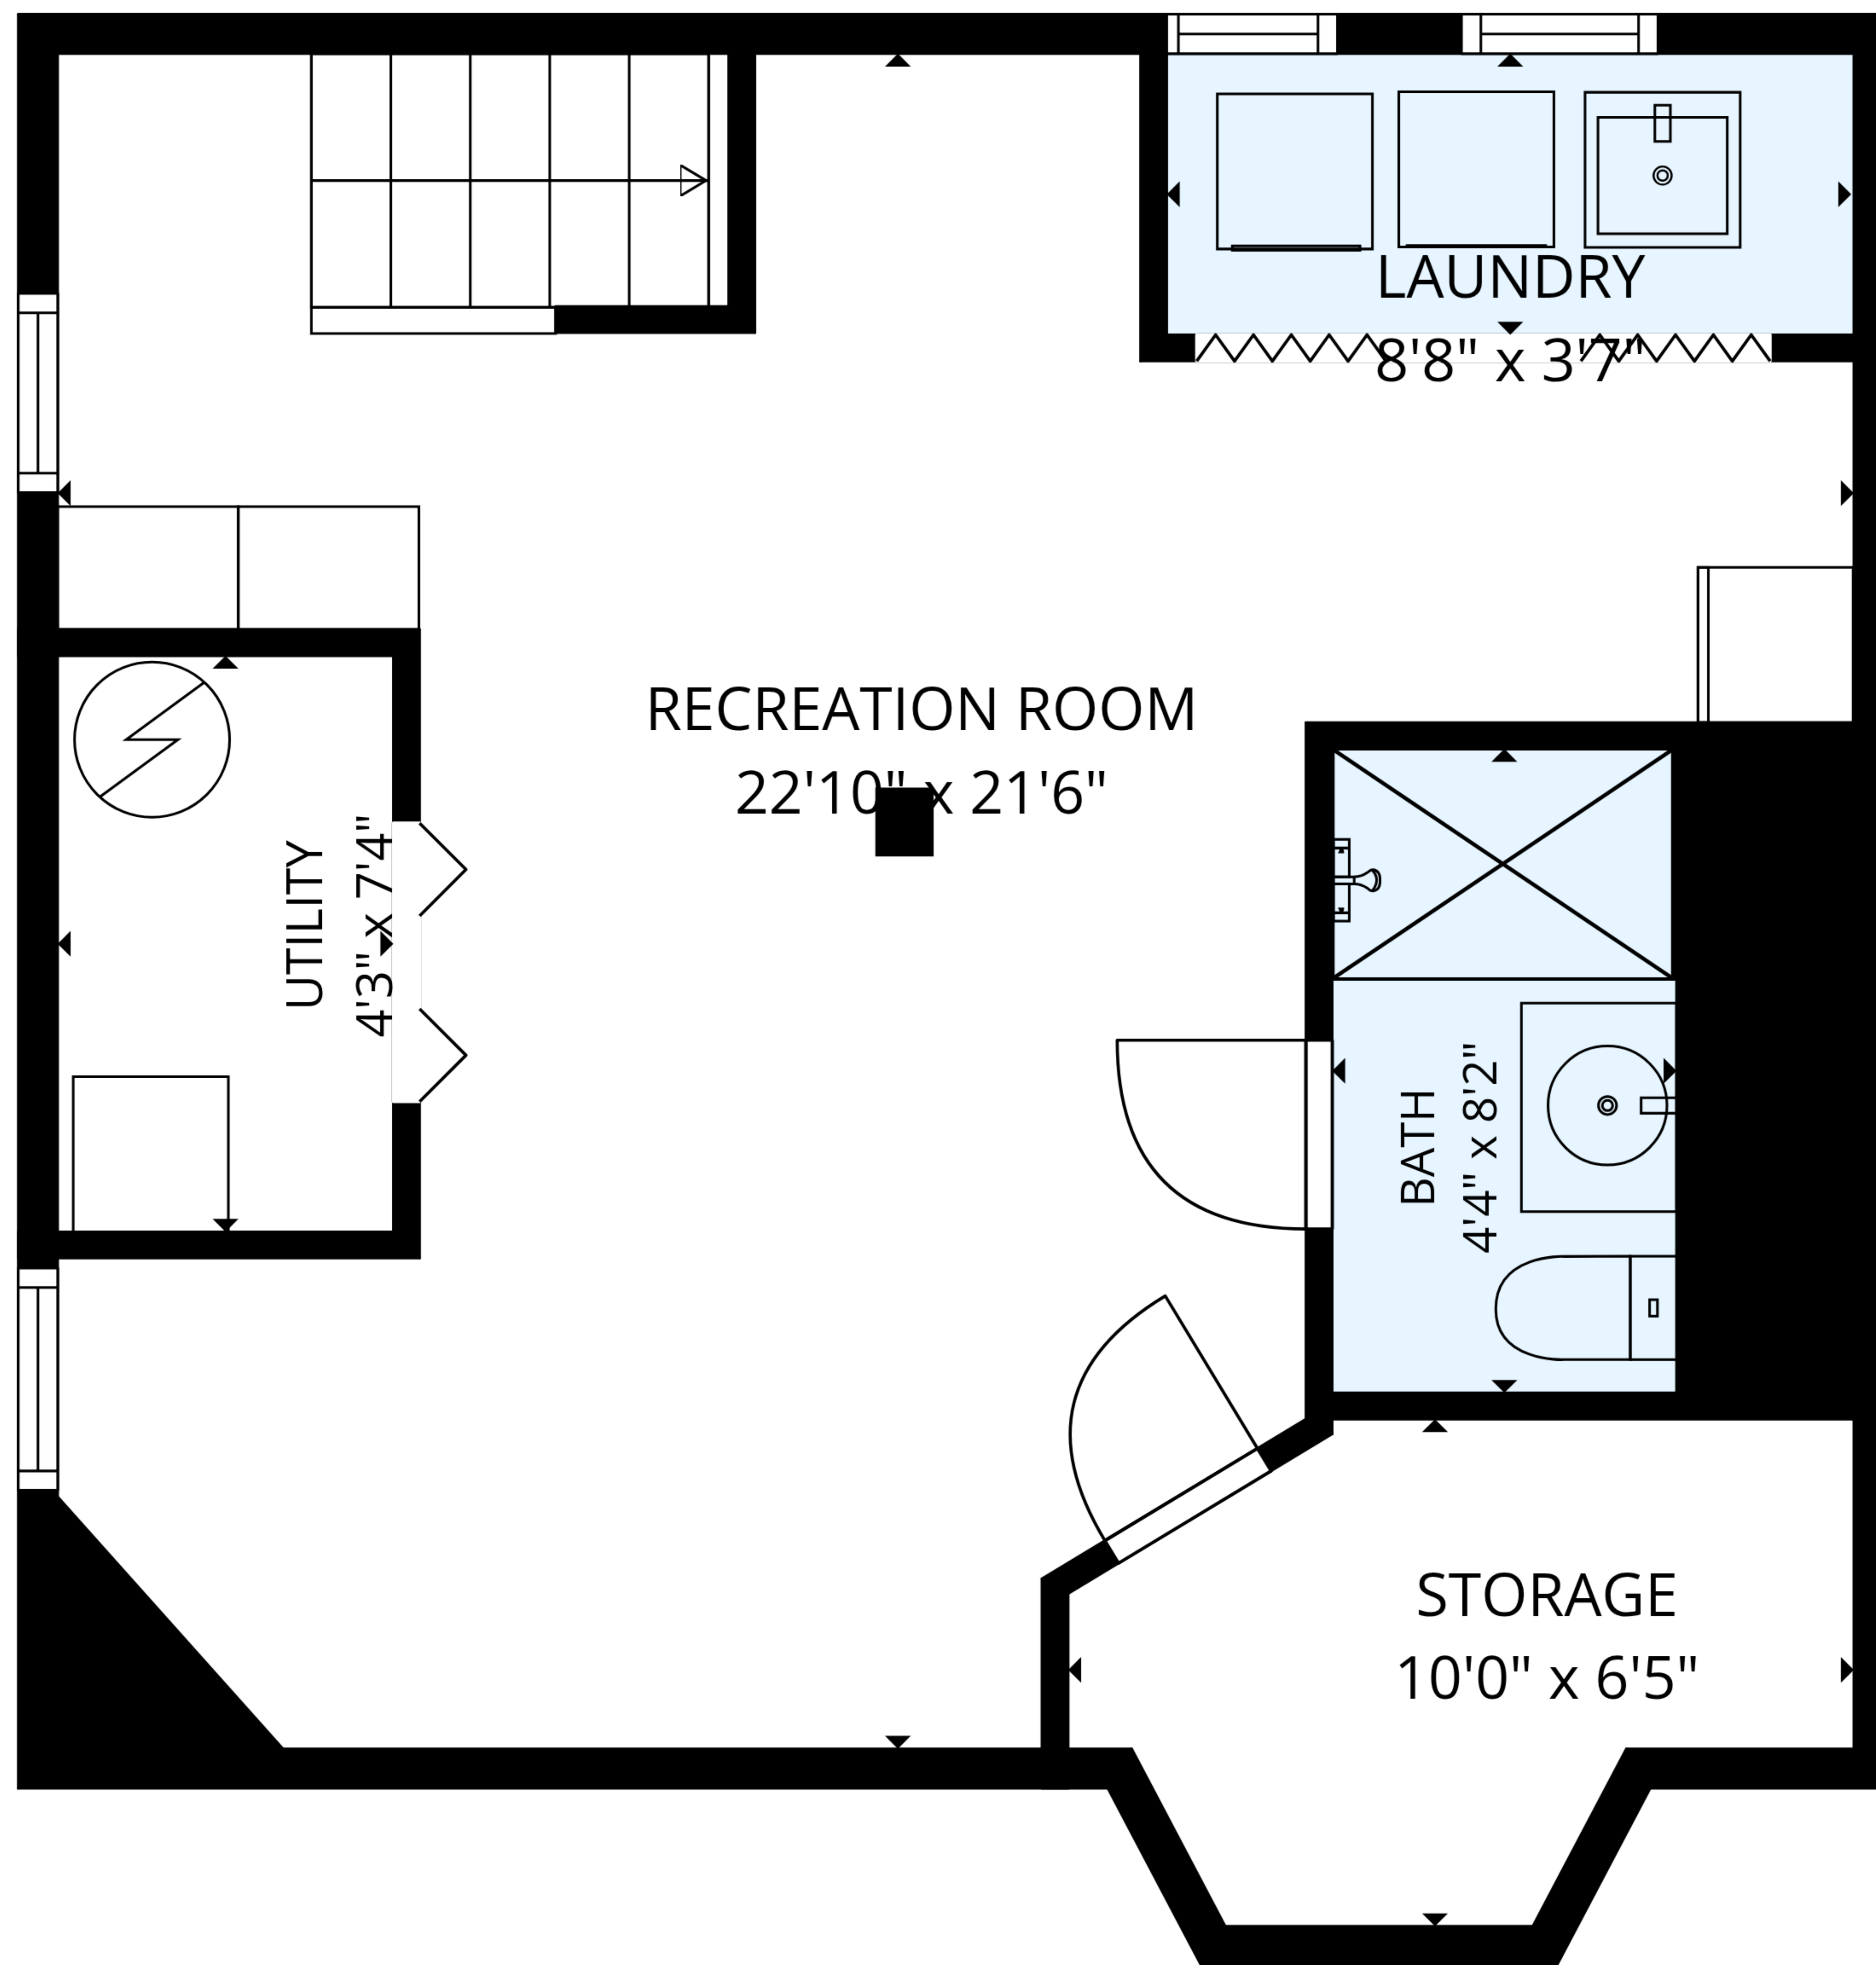 LAUNDRY
8'8" x 3'7"
RECREATION ROOM
22'10" x 21'6"
UTILITY
4'3" x 7'4"
BATH
4'4" x 8'2"
STORAGE
10'0" x 6'5"